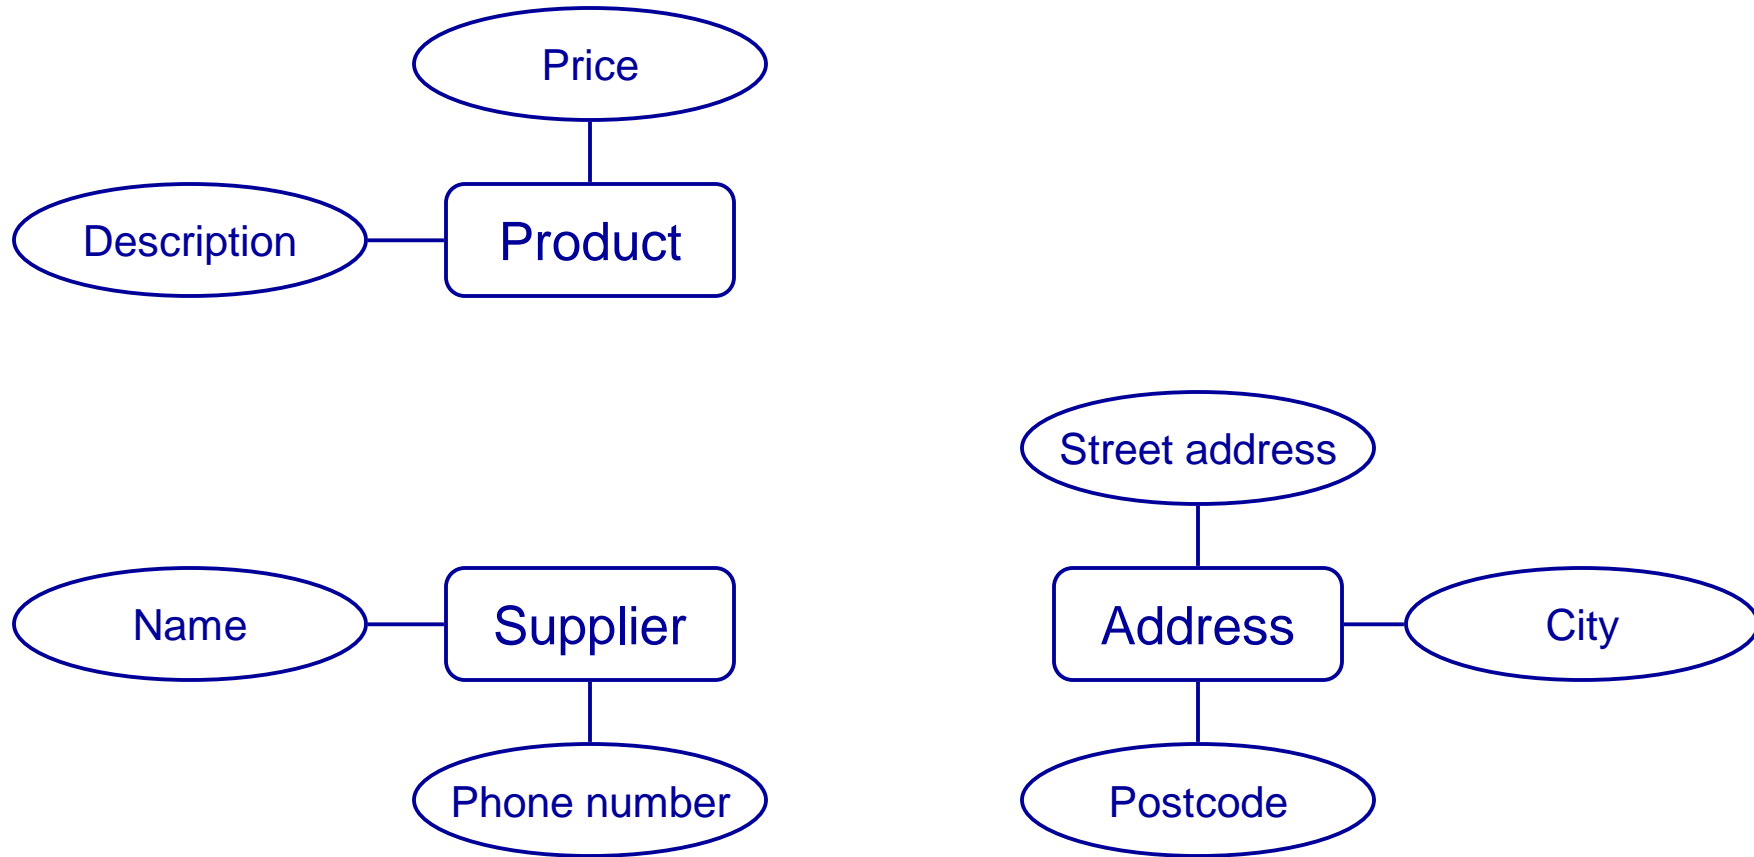 Price
Description
Product
Street address
Name
Supplier
Address
City
Phone number
Postcode